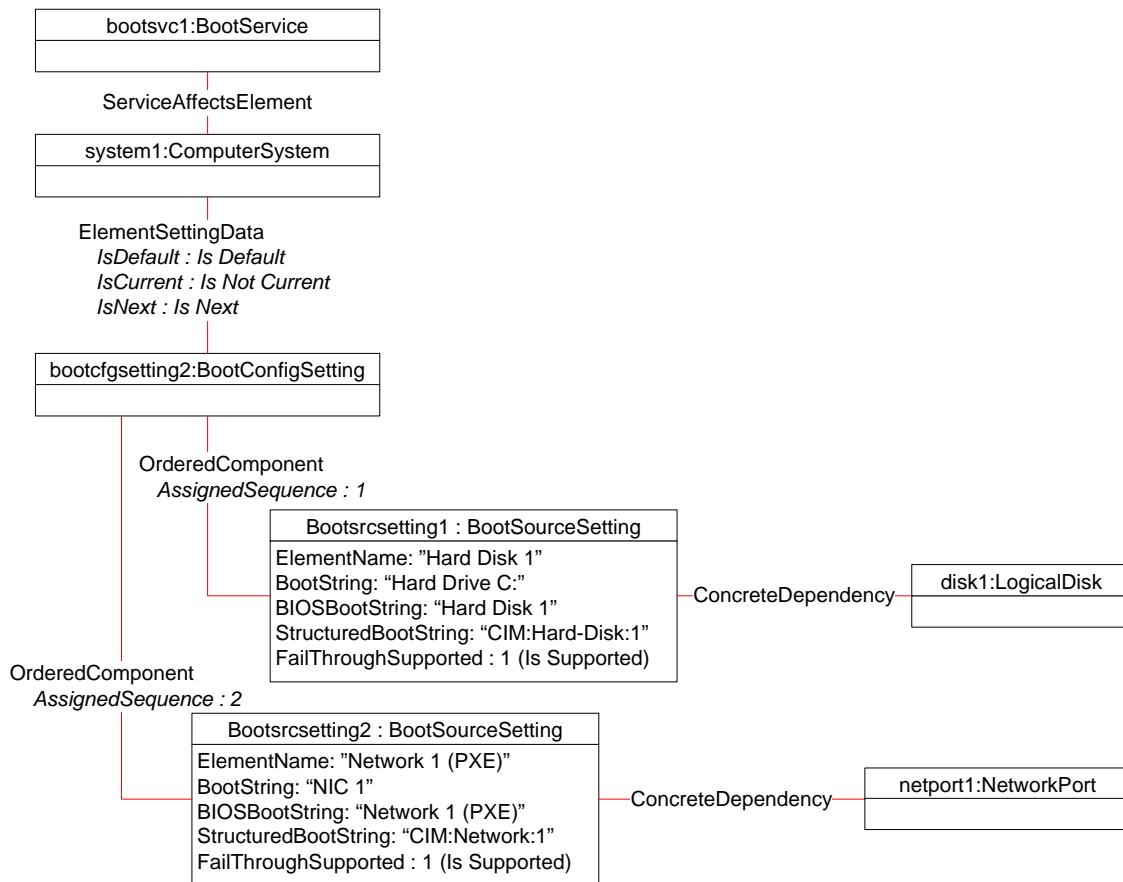 bootsvc1:BootService
ServiceAffectsElement
system1:ComputerSystem
ElementSettingData
IsDefault : Is Default
IsCurrent : Is Not Current
IsNext : Is Next
bootcfgsetting2:BootConfigSetting
OrderedComponent
AssignedSequence : 1
Bootsrcsetting1 : BootSourceSetting
ElementName: ”Hard Disk 1”
BootString: “Hard Drive C:”
BIOSBootString: “Hard Disk 1”
StructuredBootString: “CIM:Hard-Disk:1”
FailThroughSupported : 1 (Is Supported)
ConcreteDependency
disk1:LogicalDisk
OrderedComponent
AssignedSequence : 2
Bootsrcsetting2 : BootSourceSetting
ElementName: ”Network 1 (PXE)”
BootString: “NIC 1”
BIOSBootString: “Network 1 (PXE)”
StructuredBootString: “CIM:Network:1”
FailThroughSupported : 1 (Is Supported)
ConcreteDependency
netport1:NetworkPort